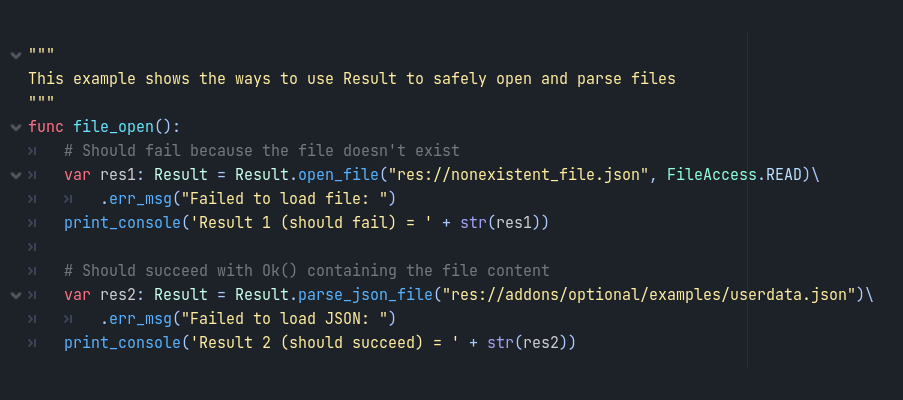 """
This example shows the ways to use Result to safely open and parse files
"""
func file_open():
	# Should fail because the file doesn't exist
	var res1: Result = Result.open_file("res://nonexistent_file.json", FileAccess.READ)\
		.err_msg("Failed to load file: ")
	print_console('Result 1 (should fail) = ' + str(res1))
	# Should succeed with Ok() containing the file content
	var res2: Result = Result.parse_json_file("res://addons/optional/examples/userdata.json")\
		.err_msg("Failed to load JSON: ")
	print_console('Result 2 (should succeed) = ' + str(res2))